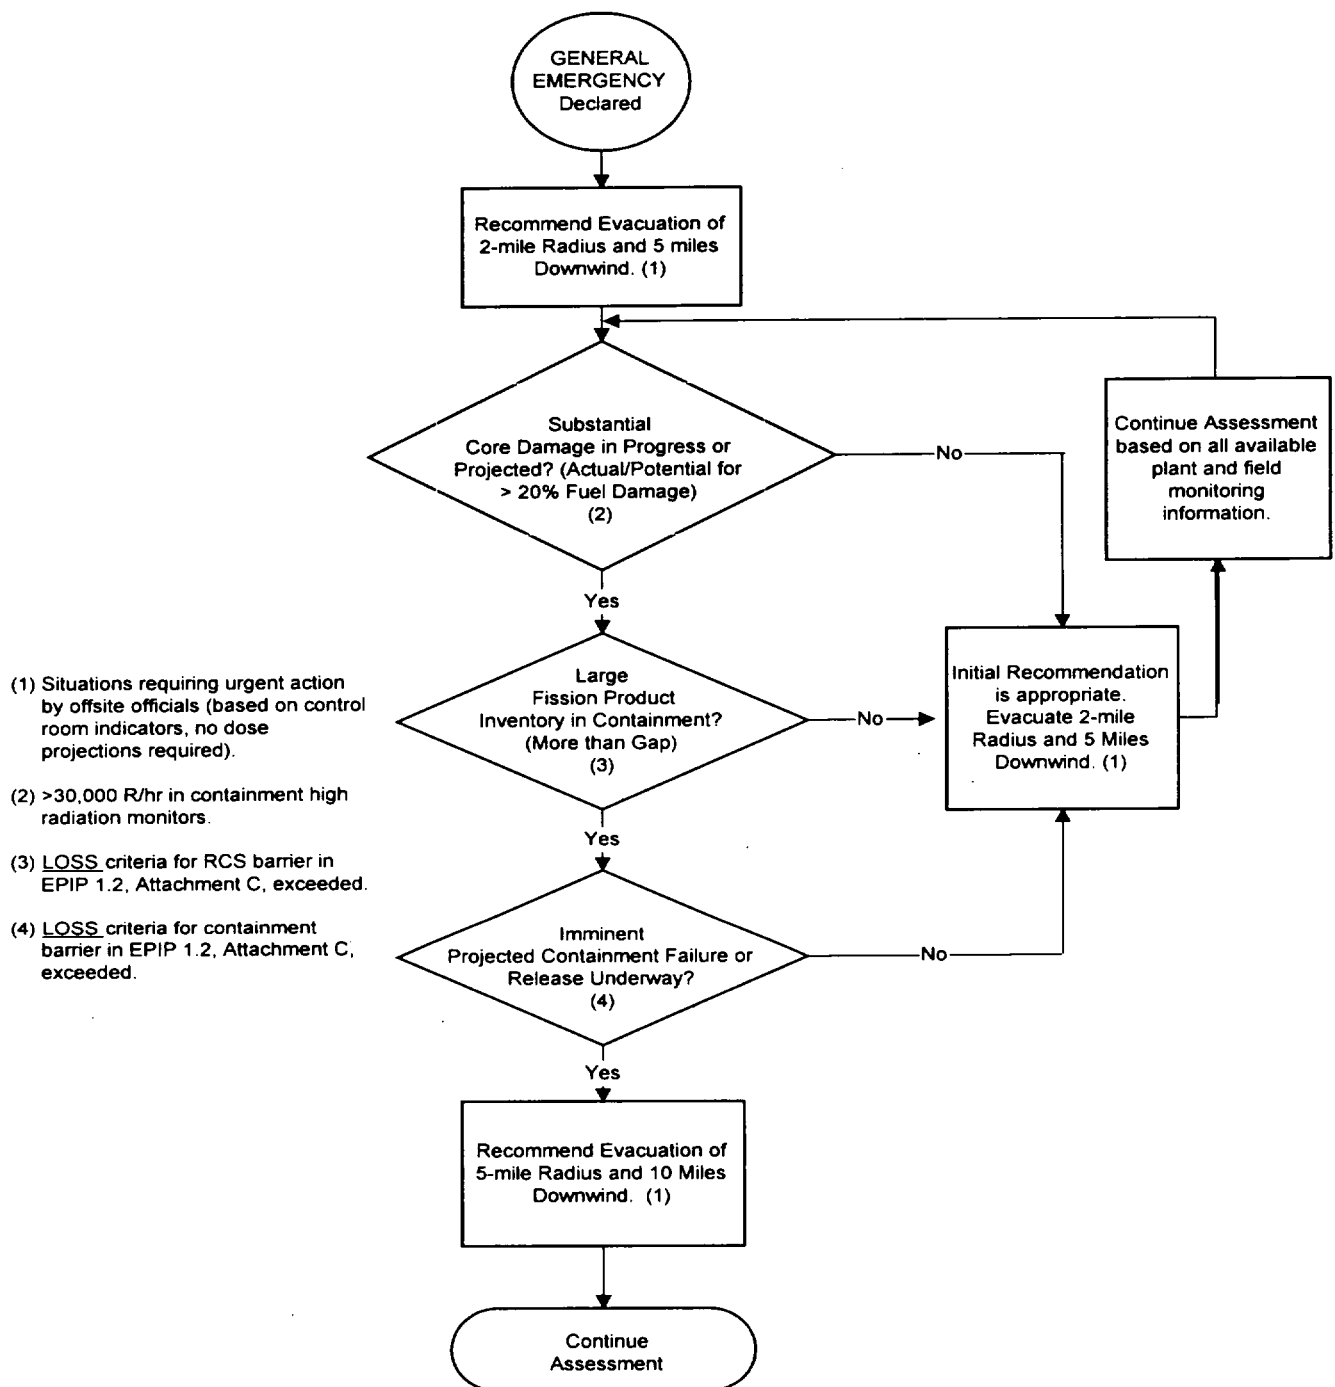 GENERAL
EMERGENCY
Declared
Recommend Evacuation of
2-mile Radius and 5 miles
Downwind. (1)
Substantial
Core Damage in Progress or
Projected? (Actual/Potential for
> 20% Fuel Damage)
(2)
No
Continue Assessment
based on all available
plant and field
monitoring
information.
Yes
Large
Fission Product
Inventory in Containment?
(More than Gap)
(3)
No
Initial Recommendation
is appropriate.
Evacuate 2-mile
Radius and 5 Miles
Downwind. (1)
(1) Situations requiring urgent action
by offsite officials (based on control
room indicators, no dose
projections required).
(2) >30,000 R/hr in containment high
radiation monitors.
(3) LOSS criteria for RCS barrier in
EPIP 1.2, Attachment C, exceeded.
(4) LOSS criteria for containment
barrier in EPIP 1.2, Attachment C,
exceeded.
Yes
Imminent
Projected Containment Failure or
Release Underway?
(4)
No
Yes
Recommend Evacuation of
5-mile Radius and 10 Miles
Downwind. (1)
Continue
Assessment